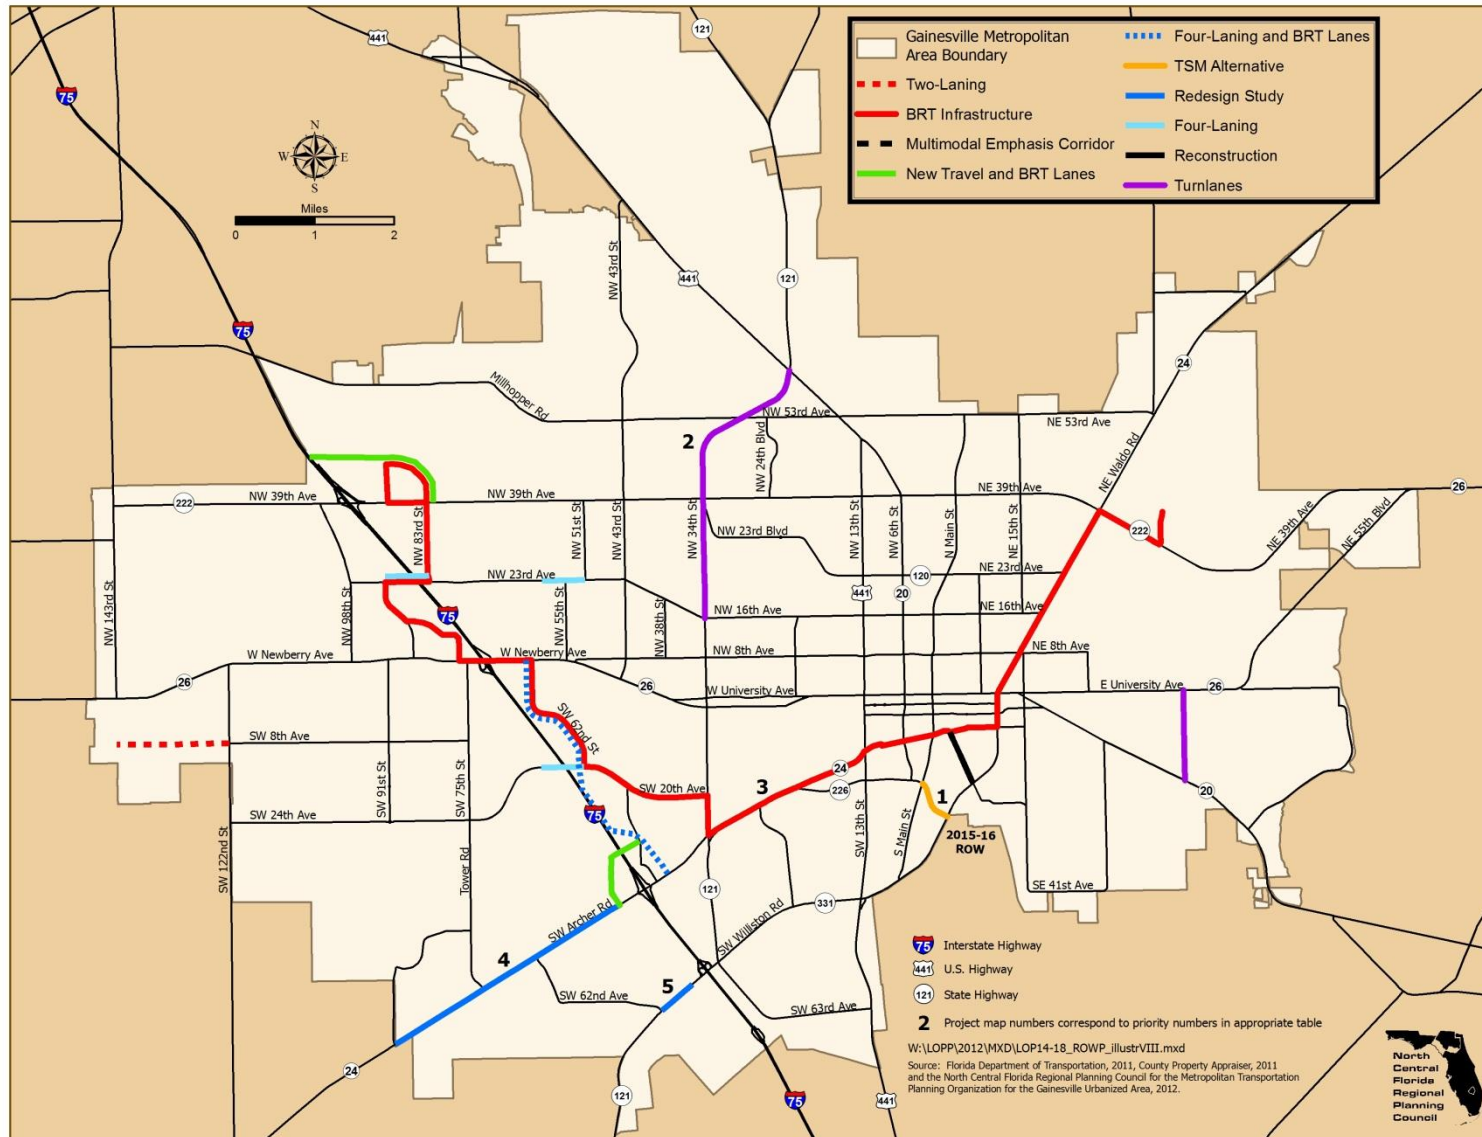 Gainesville Metropolitan
Area Boundary
Two-Laning
BRT Infrastructure
Multimodal Emphasis Corridor
New Travel and BRT Lanes
Four-Laning and BRT Lanes
TSM Alternative
Redesign Study
Four-Laning
Reconstruction
Turnlanes
441
121
75
N
W E
S
Miles
0 1 2
NW 43rd St
441
121
75
24
Millhopper Rd
NW 53rd Ave
NE 53rd Ave
NE Waldo Rd
2
NW 24th Blvd
26
222
NW 39th Ave
NW 39th Ave
NE 39th Ave
NW 83rd St
NW 51st St
NW 43rd St
NW 34th St
NW 23rd Blvd
NW 13th St
NW 6th St
N Main St
NE 15th St
222
NE 39th Ave
NE 55th Blvd
NW 143rd St
NW 98th St
NW 23rd Ave
120
NE 23rd Ave
441
20
75
NW 55th St
NW 38th St
NW 16th Ave
NE 16th Ave
W Newberry Ave
W Newberry Ave
NW 8th Ave
NE 8th Ave
26
26
W University Ave
E University Ave
26
SW 62nd St
SW 8th Ave
SW 91st St
SW 75th St
SW 20th Ave
3
24
226
20
SW 24th Ave
75
1
2015-16
ROW
SW 122nd St
Tower Rd
SW 13th St
S Main St
121
SE 41st Ave
SW Archer Rd
SW Williston Rd
331
4
5
SW 62nd Ave
SW 63rd Ave
24
121
75
441
75
Interstate Highway
441
U.S. Highway
121
State Highway
2
Project map numbers correspond to priority numbers in appropriate table
W:\LOPP\2012\MXD\LOP14-18_ROWP_illustrVIII.mxd
Source: Florida Department of Transportation, 2011, County Property Appraiser, 2011
and the North Central Florida Regional Planning Council for the Metropolitan Transportation
Planning Organization for the Gainesville Urbanized Area, 2012.
North
Central
Florida
Regional
Planning
Council